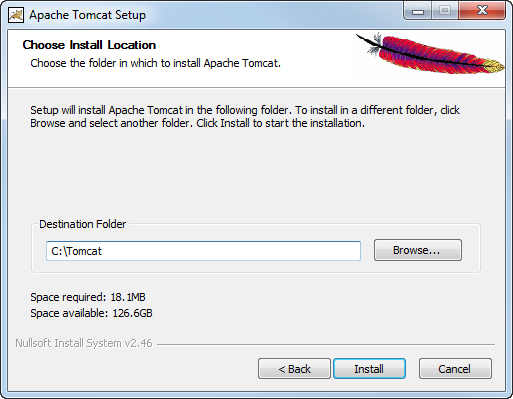 Apache Tomcat Setup
Choose Install Location
Choose the folder in which to install Apache Tomcat.
Setup will install Apache Tomcat in the following folder. To install in a different folder, click
Browse and select another folder. Click Install to start the installation.
Destination Folder
C:\Tomcat
Browse...
Space required: 18.1MB
Space available: 126.6GB
Nullsoft Install System v2.46
< Back
Install
Cancel